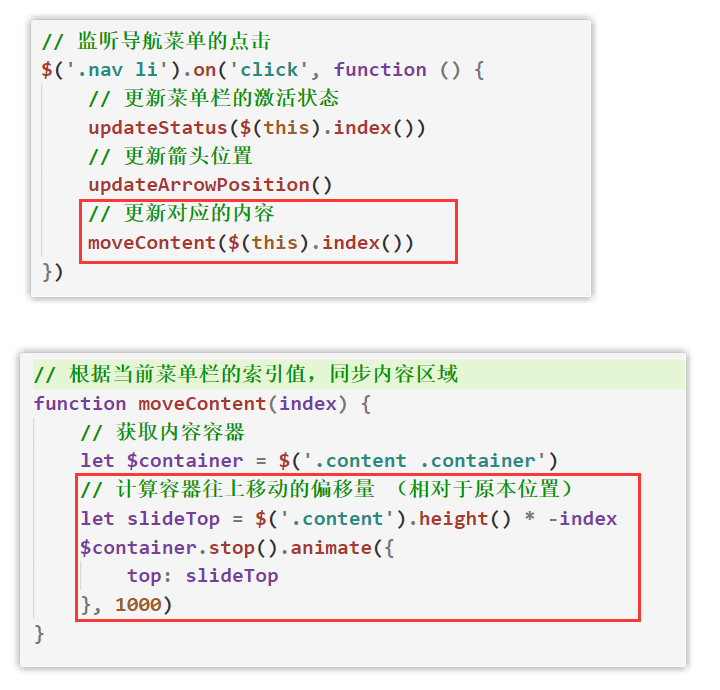 // 监听导航菜单的点击
$('.nav li').on('click', function () {
    // 更新菜单栏的激活状态
    updateStatus($(this).index())
    // 更新箭头位置
    updateArrowPosition()
    // 更新对应的内容
    moveContent($(this).index())
})
// 根据当前菜单栏的索引值，同步内容区域
function moveContent(index) {
    // 获取内容容器
    let $container = $('.content .container')
    // 计算容器往上移动的偏移量 （相对于原本位置）
    let slideTop = $('.content').height() * -index
    $container.stop().animate({
        top: slideTop
    }, 1000)
}